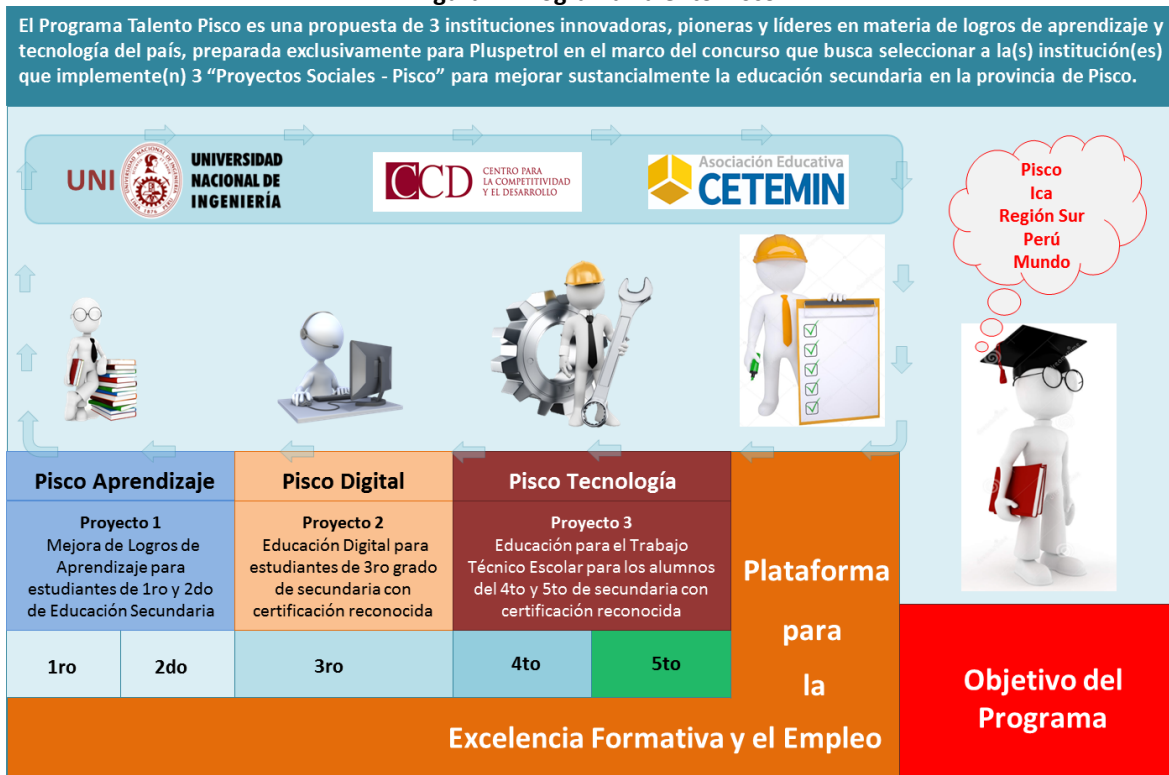 El Programa Talento Pisco es una propuesta de 3 instituciones innovadoras, pioneras y líderes en materia de logros de aprendizaje y
tecnología del país, preparada exclusivamente para Pluspetrol en el marco del concurso que busca seleccionar a la(s) institución(es)
que implemente(n) 3 “Proyectos Sociales - Pisco” para mejorar sustancialmente la educación secundaria en la provincia de Pisco.
UNI
UNIVERSIDAD
NACIONAL DE
INGENIERÍA
CCD
CENTRO PARA
LA COMPETITIVIDAD
Y EL DESARROLLO
Asociación Educativa
CETEMIN
Pisco
Ica
Región Sur
Perú
Mundo
Pisco Aprendizaje
Proyecto 1
Mejora de Logros de
Aprendizaje para
estudiantes de 1ro y 2do
de Educación Secundaria
1ro
2do
Pisco Digital
Proyecto 2
Educación Digital para
estudiantes de 3ro grado
de secundaria con
certificación reconocida
3ro
Pisco Tecnología
Proyecto 3
Educación para el Trabajo
Técnico Escolar para los alumnos
del 4to y 5to de secundaria con
certificación reconocida
4to
5to
Plataforma
para
la
Excelencia Formativa y el Empleo
Objetivo del
Programa